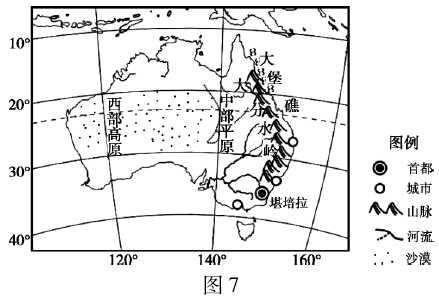 10°
20°
30°
40°
120°
140°
160°
大堡礁
大分水岭
西部高原
中部平原
堪培拉
图例
首都
城市
山脉
河流
沙漠
图 7